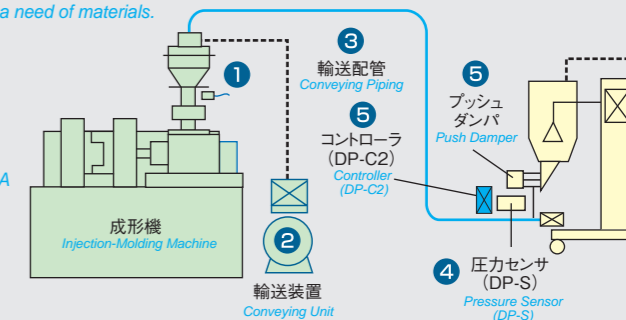 a need of materials.
1
3
輸送配管
Conveying Piping
5
コントローラ
(DP-C2)
Controller
(DP-C2)
5
プッシュ
ダンパ
Push Damper
A
成形機
Injection-Molding Machine
2
輸送装置
Conveying Unit
4
圧力センサ
(DP-S)
Pressure Sensor
(DP-S)